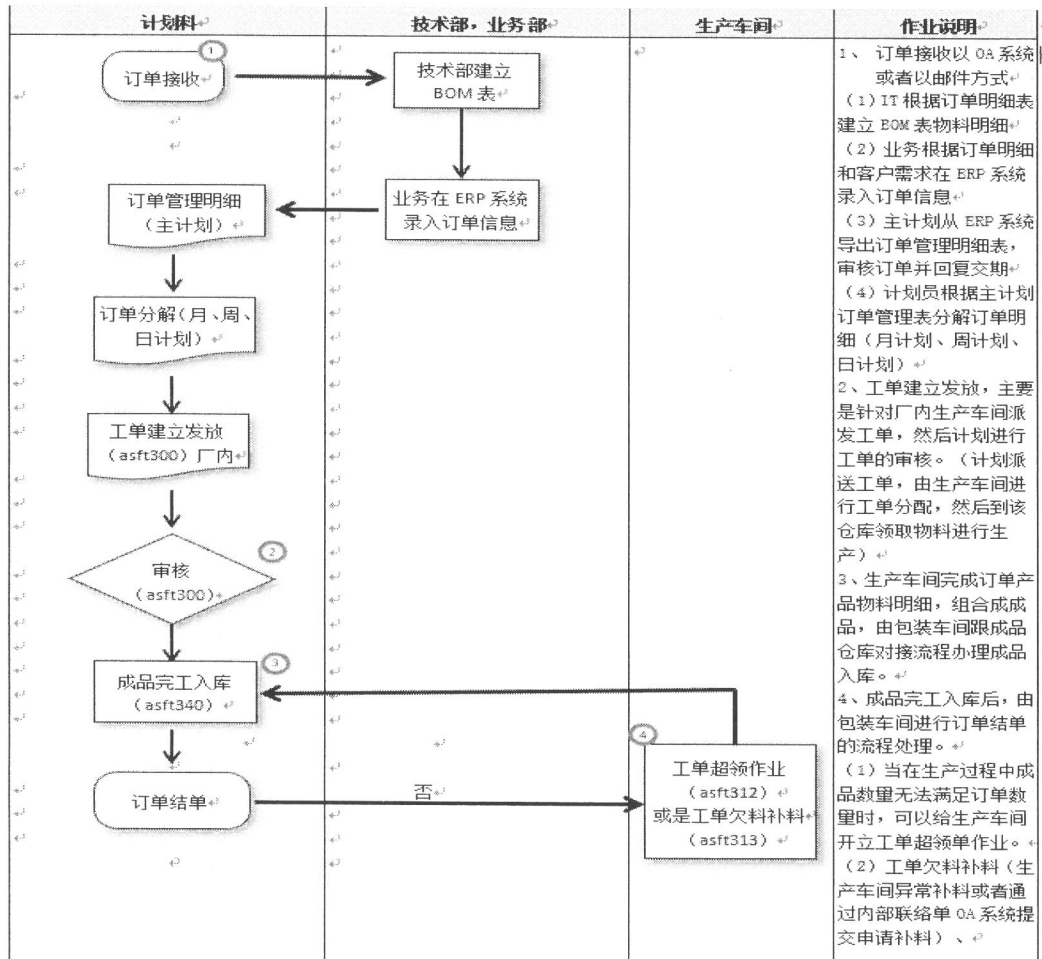 计划科
技术部，业务部
生产车间
作业说明
1
订单接收
技术部建立
BOM 表
业务在 ERP 系统
录入订单信息
订单管理明细
（主计划）
订单分解（月、周、
日计划）
工单建立发放
（asft300）厂内
2
审核
（asft300）
3
成品完工入库
（asft340）
订单结单
否
4
工单超领作业
（asft312）
或是工单欠料补料
（asft313）
1、 订单接收以 OA 系统
或者以邮件方式
（1）IT 根据订单明细表
建立 BOM 表物料明细
（2）业务根据订单明细
和客户需求在 ERP 系统
录入订单信息
（3）主计划从 ERP 系统
导出订单管理明细表，
审核订单并回复交期
（4）计划员根据主计划
订单管理表分解订单明
细（月计划、周计划、
日计划）
2、工单建立发放，主要
是针对厂内生产车间派
发工单，然后计划进行
工单的审核。（计划派
送工单，由生产车间进
行工单分配，然后到该
仓库领取物料进行生
产）
3、生产车间完成订单产
品物料明细，组合成成
品，由包装车间跟成品
仓库对接流程办理成品
入库。
4、成品完工入库后，由
包装车间进行订单结单
的流程处理。
（1）当在生产过程中成
品数量无法满足订单数
量时，可以给生产车间
开立工单超领单作业。
（2）工单欠料补料（生
产车间异常补料或者通
过内部联络单 OA 系统提
交申请补料）、